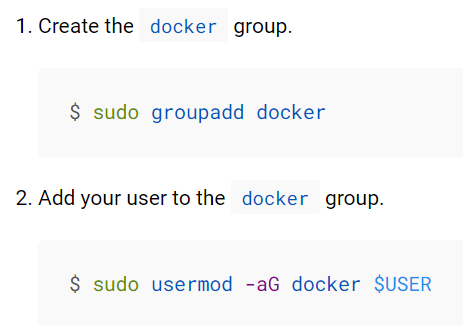 1. Create the docker group.
$ sudo groupadd docker
2. Add your user to the docker group.
$ sudo usermod -aG docker $USER